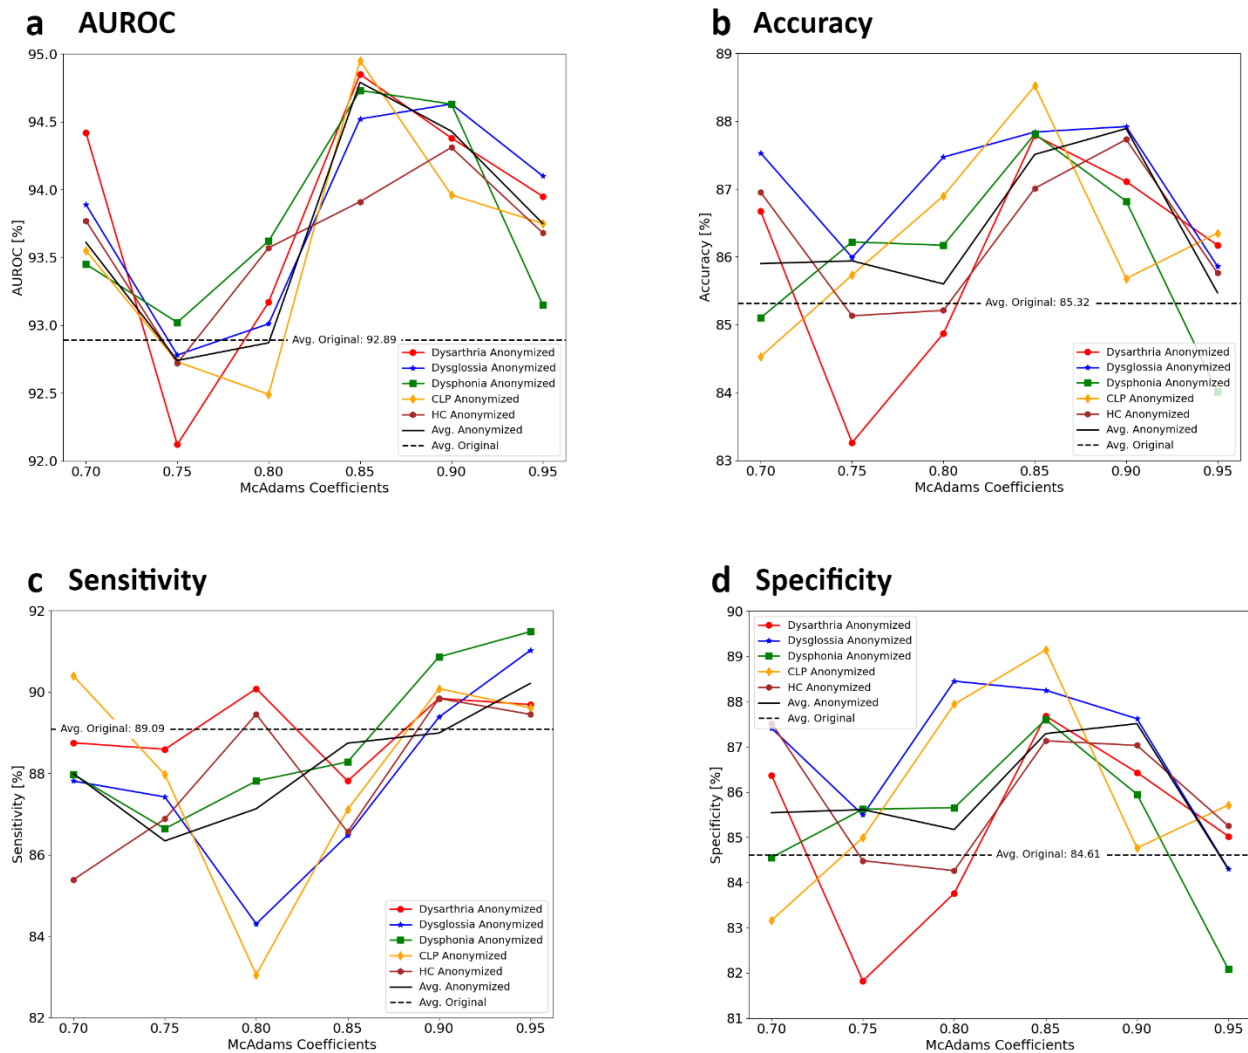 a AUROC
95.0
94.5
94.0
93.5
93.0
92.5
92.0
AUROC [%]
Avg. Original: 92.89
Dysarthria Anonymized
Dysglossia Anonymized
Dysphonia Anonymized
CLP Anonymized
HC Anonymized
Avg. Anonymized
Avg. Original
0.70 0.75 0.80 0.85 0.90 0.95
McAdams Coefficients
b Accuracy
89
88
87
86
85
84
83
Accuracy [%]
Avg. Original: 85.32
Dysarthria Anonymized
Dysglossia Anonymized
Dysphonia Anonymized
CLP Anonymized
HC Anonymized
Avg. Anonymized
Avg. Original
0.70 0.75 0.80 0.85 0.90 0.95
McAdams Coefficients
c Sensitivity
92
90
88
86
84
82
Sensitivity [%]
Avg. Original: 89.09
Dysarthria Anonymized
Dysglossia Anonymized
Dysphonia Anonymized
CLP Anonymized
HC Anonymized
Avg. Anonymized
Avg. Original
0.70 0.75 0.80 0.85 0.90 0.95
McAdams Coefficients
d Specificity
90
89
88
87
86
85
84
83
82
81
Specificity [%]
Dysarthria Anonymized
Dysglossia Anonymized
Dysphonia Anonymized
CLP Anonymized
HC Anonymized
Avg. Anonymized
Avg. Original
Avg. Original: 84.61
0.70 0.75 0.80 0.85 0.90 0.95
McAdams Coefficients